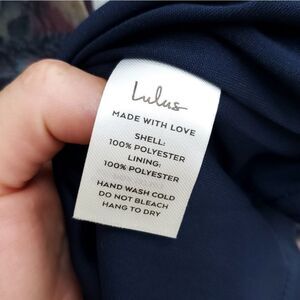 Lulus
MADE WITH LOVE
SHELL:
100% POLYESTER
LINING:
100% POLYESTER
HAND WASH COLD
DO NOT BLEACH
HANG TO DRY